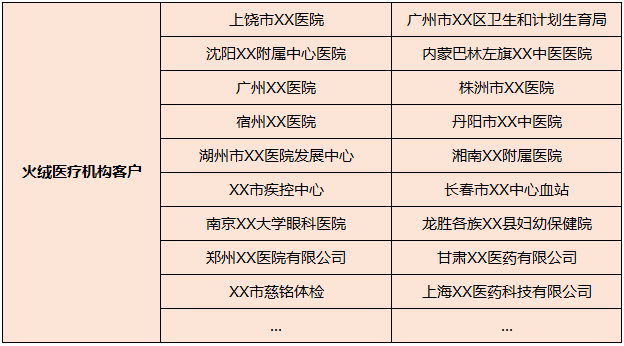 火绒医疗机构客户
上饶市XX医院
广州市XX区卫生和计划生育局
沈阳XX附属中心医院
内蒙巴林左旗XX中医医院
广州XX医院
株洲市XX医院
宿州XX医院
丹阳市XX中医院
湖州市XX医院发展中心
湘南XX附属医院
XX市疾控中心
长春市XX中心血站
南京XX大学眼科医院
龙胜各族XX县妇幼保健院
郑州XX医院有限公司
甘肃XX医药有限公司
XX市慈铭体检
上海XX医药科技有限公司
...
...